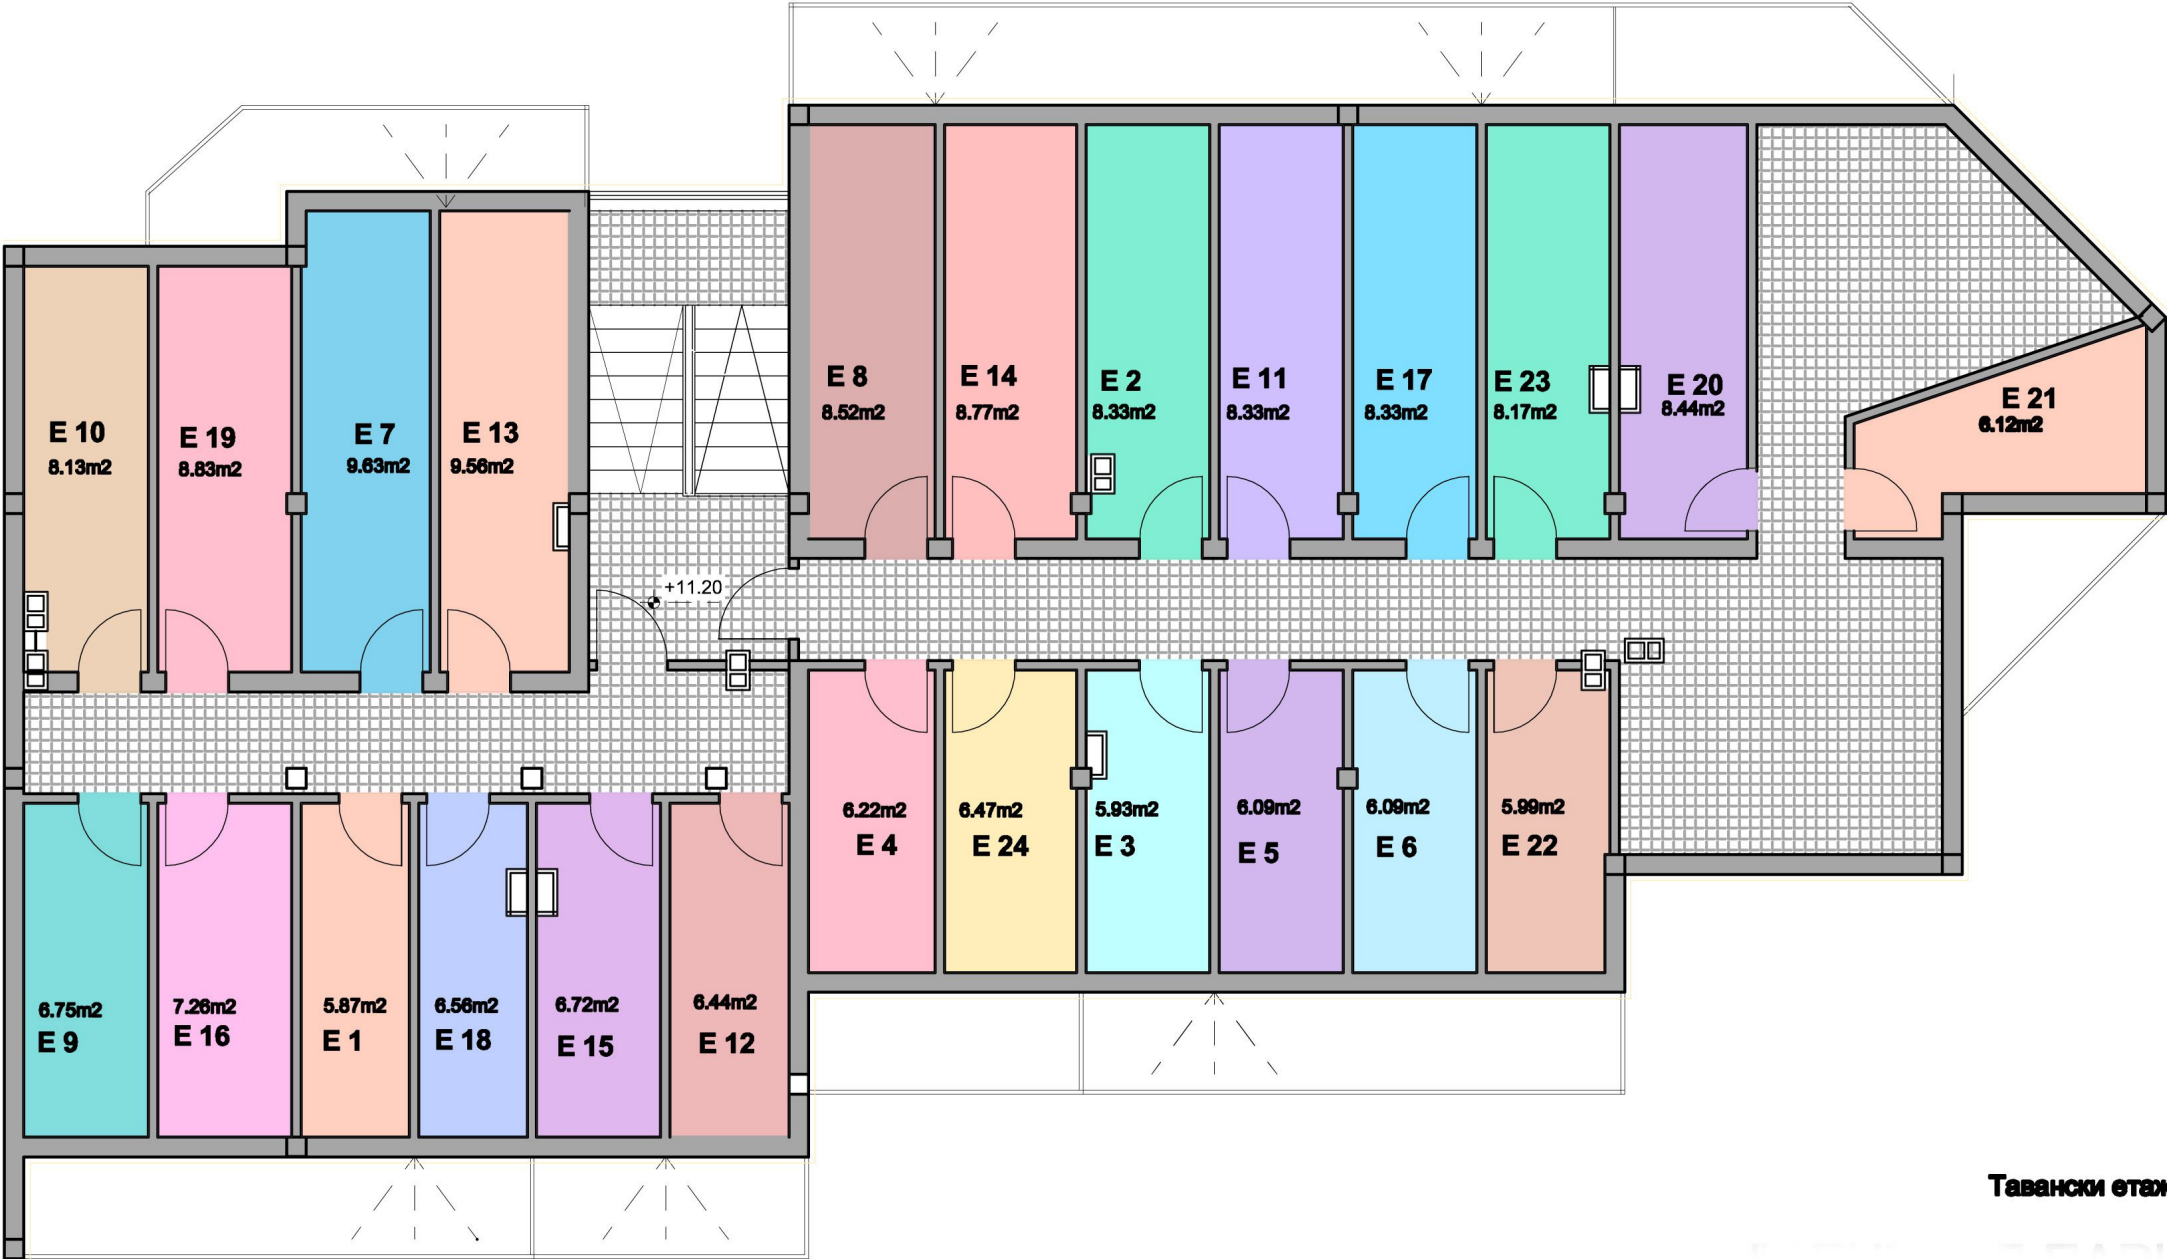 E 8
8.52m2
E 14
8.77m2
E 2
8.33m2
E 11
8.33m2
E 17
8.33m2
E 23
8.17m2
E 20
8.44m2
E 21
6.12m2
E 10
8.13m2
E 19
8.83m2
E 7
9.63m2
E 13
9.56m2
+11.20
6.22m2
E 4
6.47m2
E 24
5.93m2
E 3
6.09m2
E 5
6.09m2
E 6
5.99m2
E 22
6.75m2
E 9
7.26m2
E 16
5.87m2
E 1
6.56m2
E 18
6.72m2
E 15
6.44m2
E 12
Тавански етаж